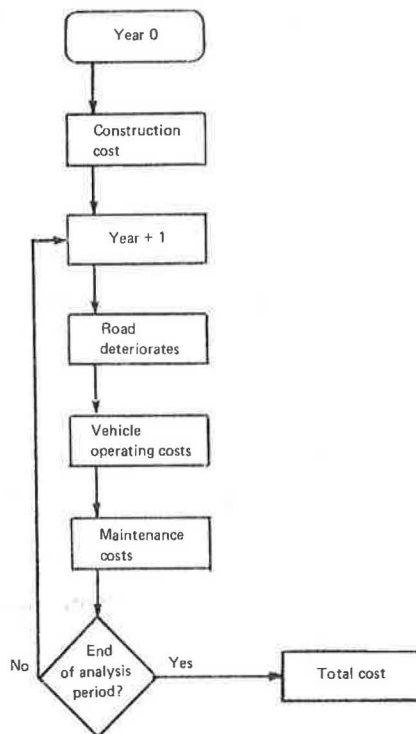 Year 0
Construction
cost
Year + 1
Road
deteriorates
Vehicle
operating costs
Maintenance
costs
End
of analysis
period?
No
Yes
Total cost